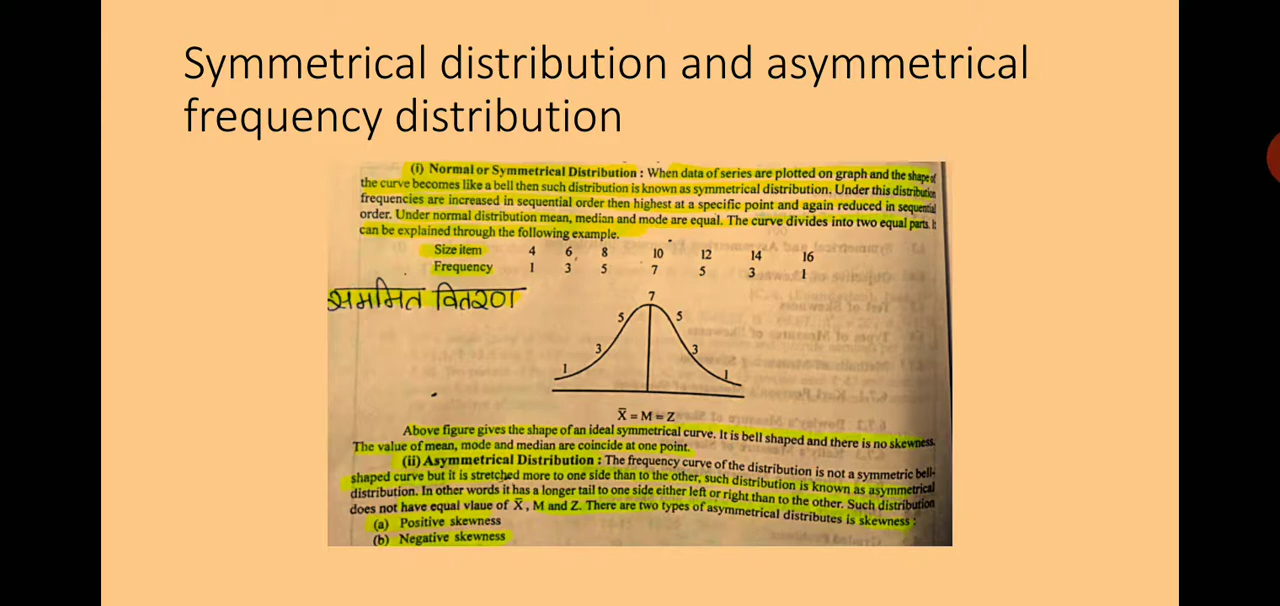 Symmetrical distribution and asymmetrical
frequency distribution
(i) Normal or Symmetrical Distribution : When data of series are plotted on graph and the shape of
the curve becomes like a bell then such distribution is known as symmetrical distribution. Under this distribution
frequencies are increased in sequential order then highest at a specific point and again reduced in sequential
order. Under normal distribution mean, median and mode are equal. The curve divides into two equal parts. It
can be explained through the following example.
Size item 4 6 8 10 12 14 16
Frequency 1 3 5 7 5 3 1
सममित वितरण
7
5 5
3 3
1 1
X̅ = M = Z
Above figure gives the shape of an ideal symmetrical curve. It is bell shaped and there is no skewness.
The value of mean, mode and median are coincide at one point.
(ii) Asymmetrical Distribution : The frequency curve of the distribution is not a symmetric bell-
shaped curve but it is stretched more to one side than to the other, such distribution is known as asymmetrical
distribution. In other words it has a longer tail to one side either left or right than to the other. Such distribution
does not have equal vlaue of X̅, M and Z. There are two types of asymmetrical distributes is skewness :
(a) Positive skewness
(b) Negative skewness